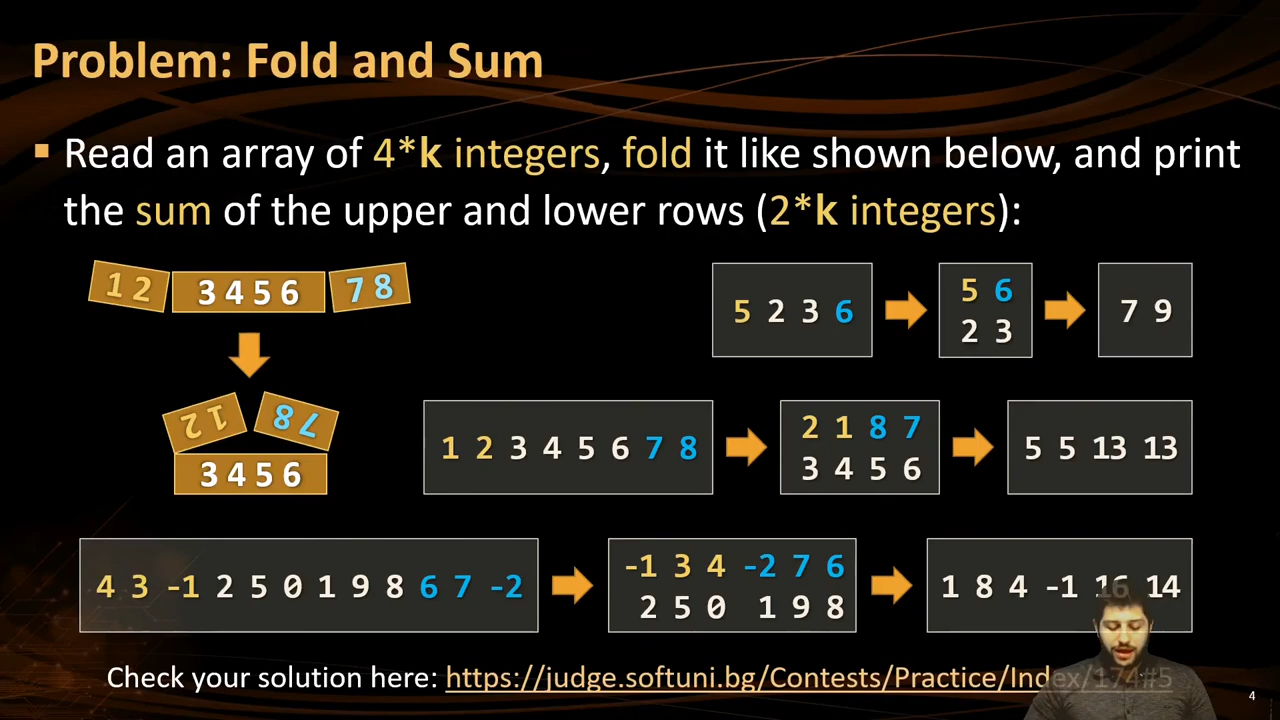 Problem: Fold and Sum
Read an array of 4*k integers, fold it like shown below, and print
the sum of the upper and lower rows (2*k integers):
1 2 3 4 5 6 7 8
1 2 7 8
3 4 5 6
5 2 3 6
5 6
2 3
7 9
1 2 3 4 5 6 7 8
2 1 8 7
3 4 5 6
5 5 13 13
4 3 -1 2 5 0 1 9 8 6 7 -2
-1 3 4 -2 7 6
2 5 0 1 9 8
1 8 4 -1 16 14
Check your solution here: https://judge.softuni.bg/Contests/Practice/Index/174#5
4